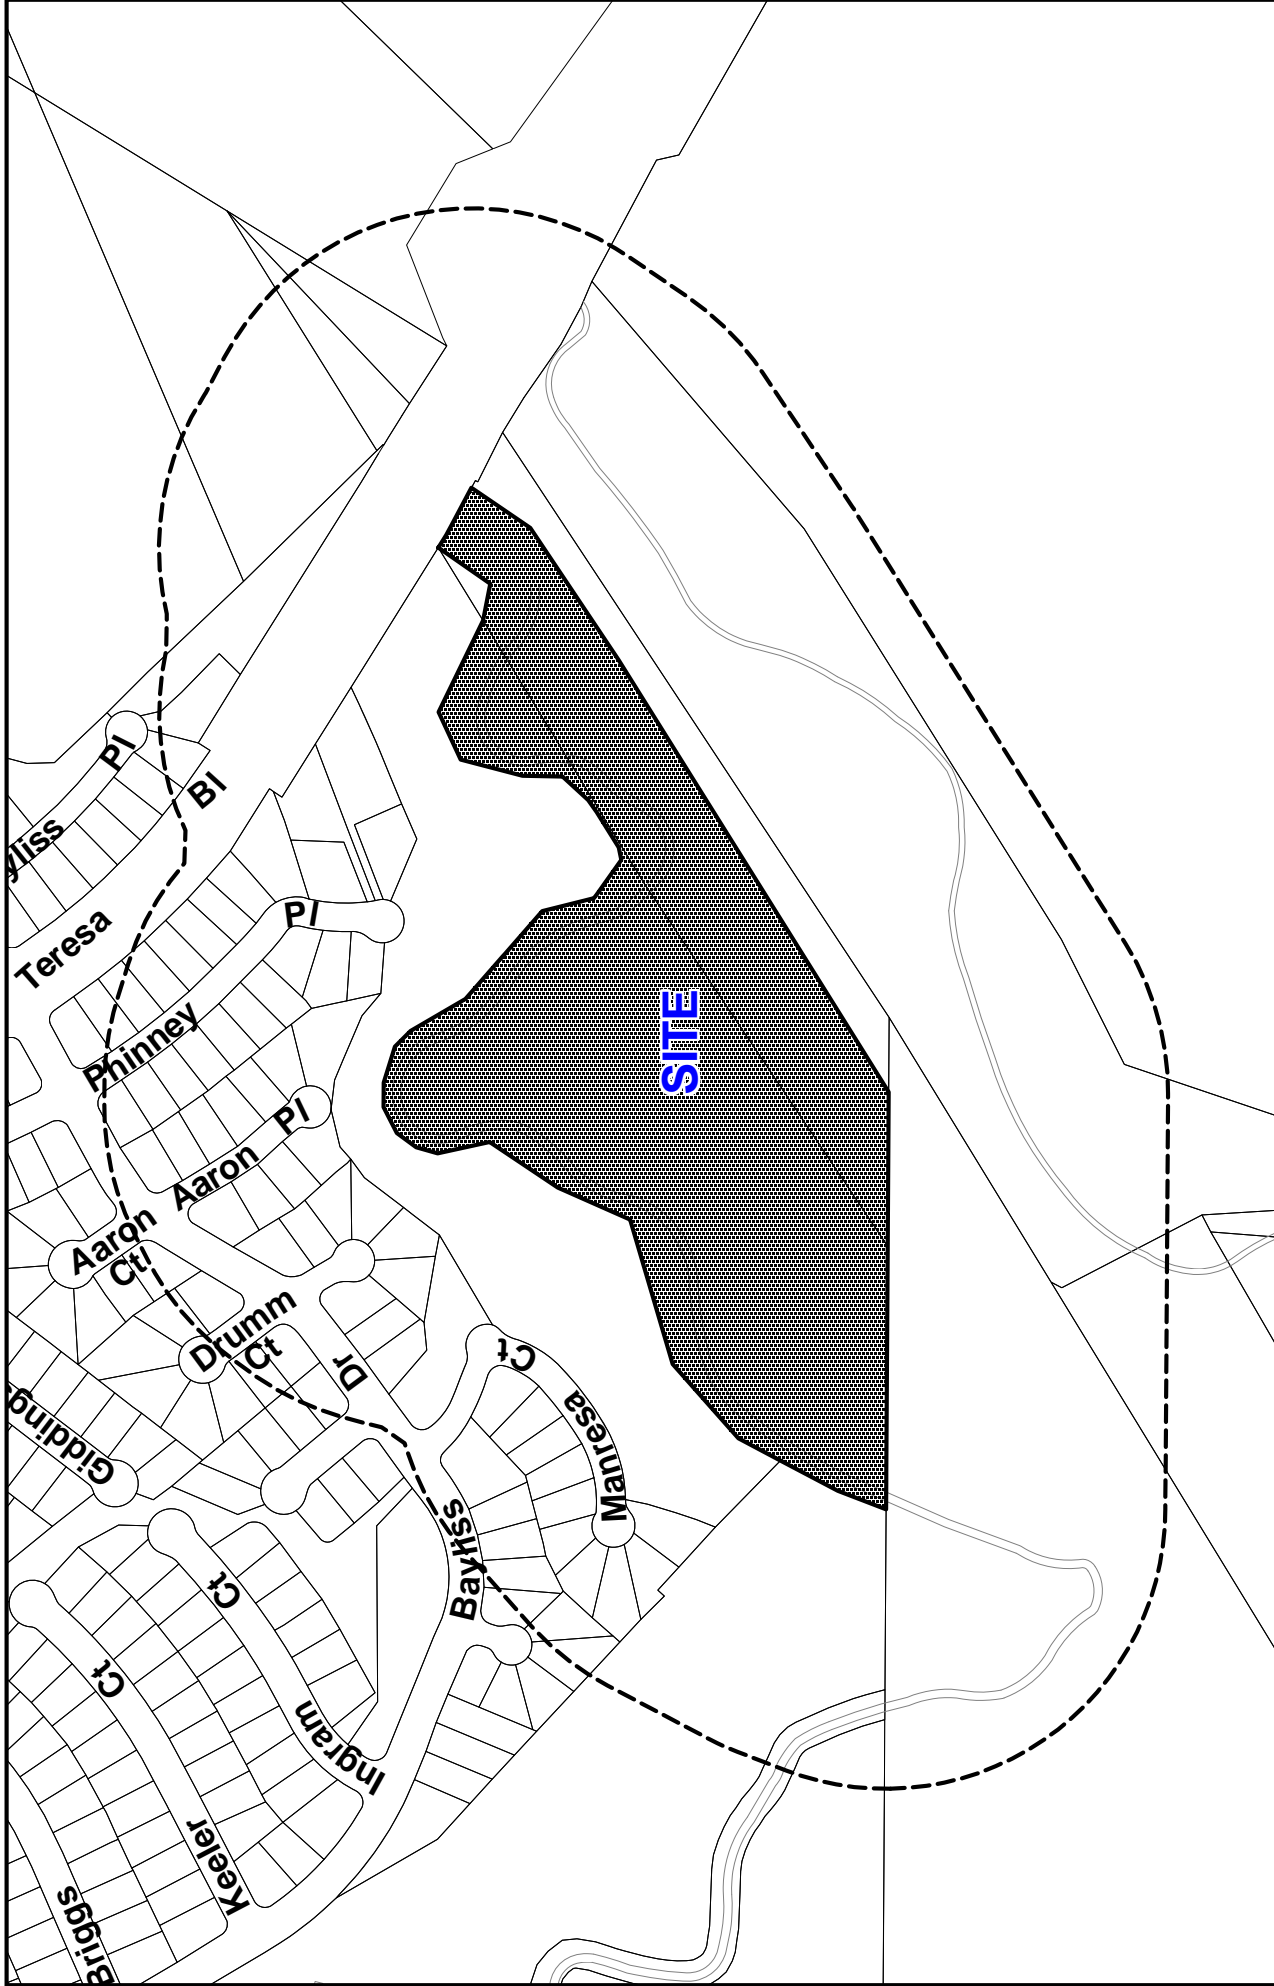 Pl
Bl
yliss
Teresa
Pl
Phinney
SITE
Pl
Aaron
Aaron
Ct
Drumm
Ct
Dr
Ct
Manresa
Giddings
Bayliss
Ct
Ct
Ingram
Keeler
Briggs